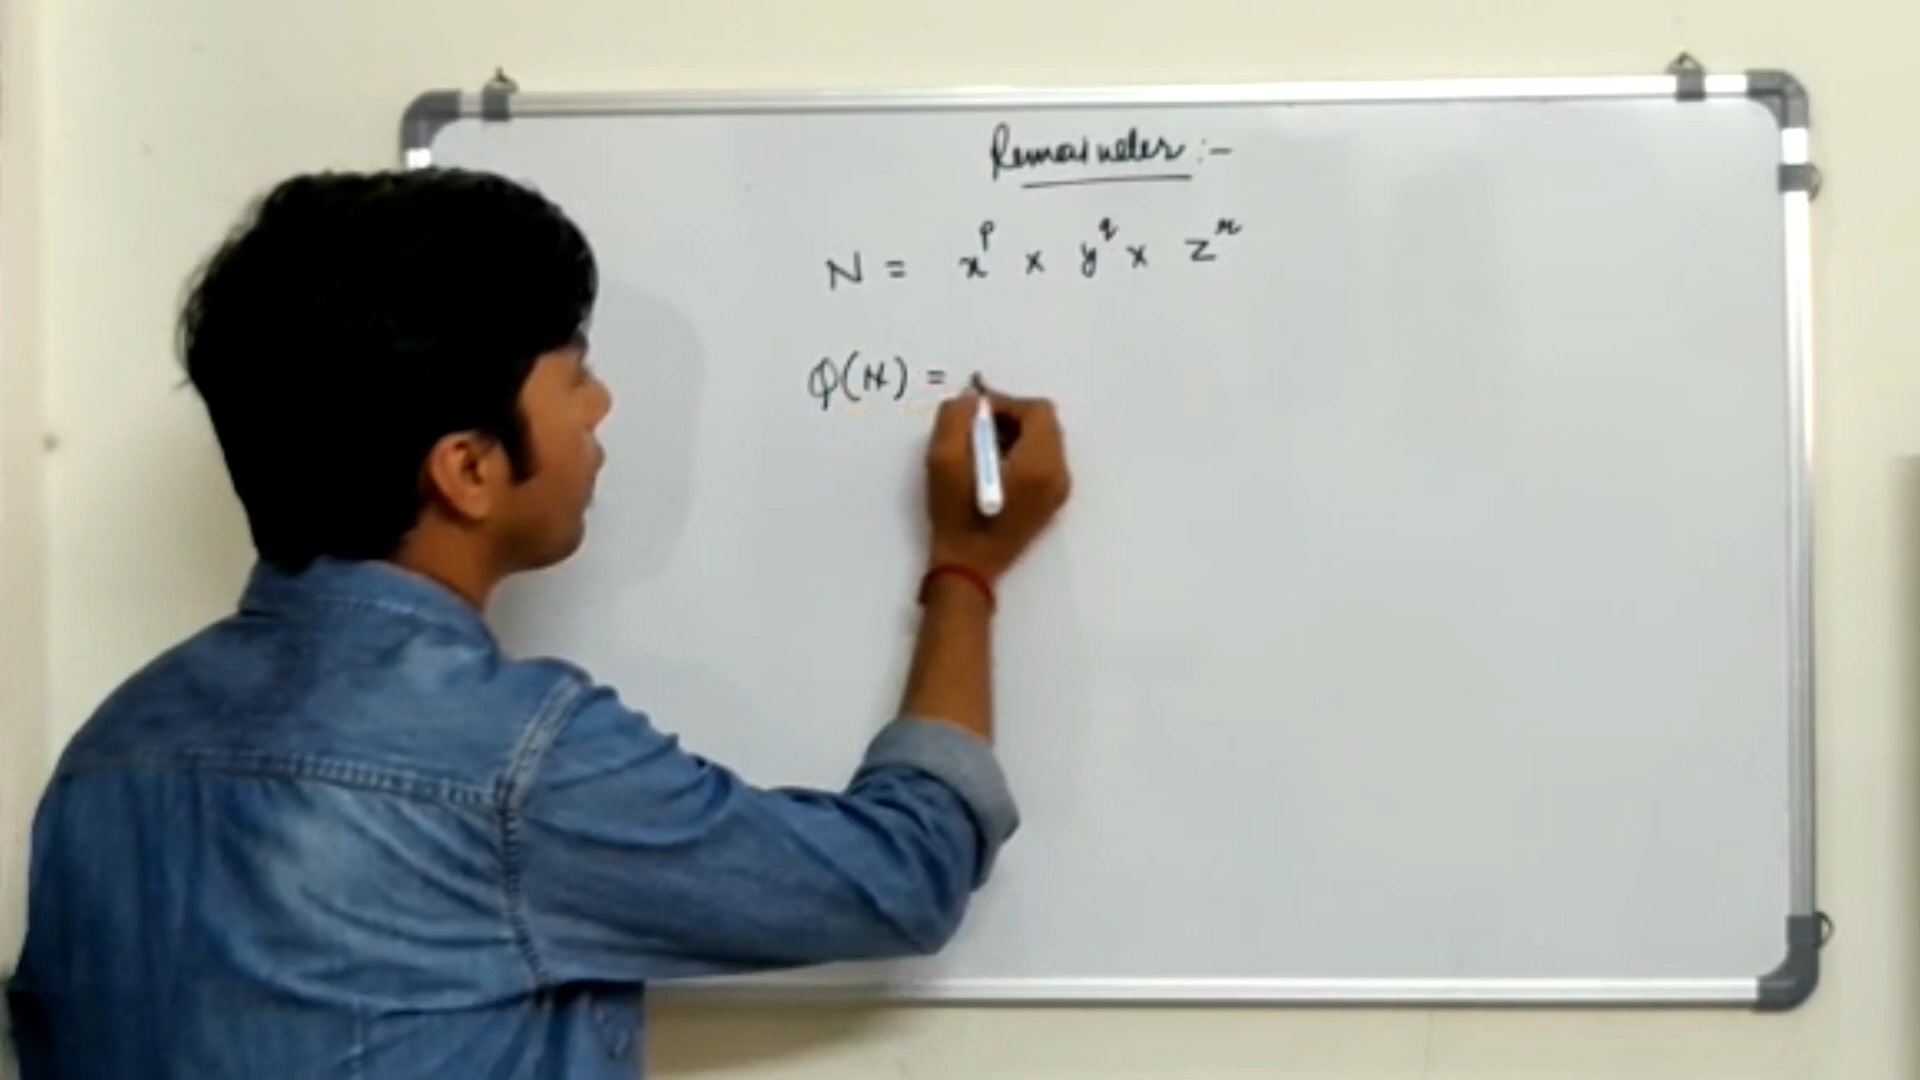 Remainder :-
N = x^p × y^q × z^r
φ(N) =